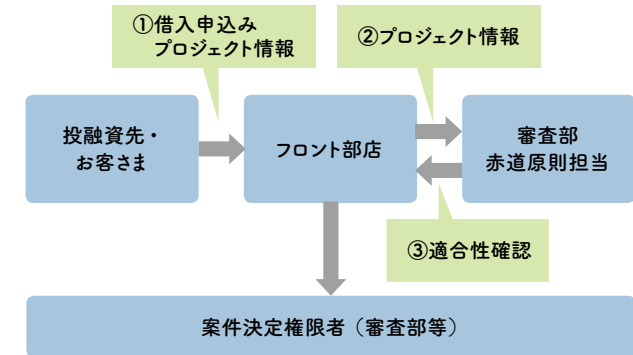 ①借入申込み
プロジェクト情報
②プロジェクト情報
投融資先・
お客さま
フロント部店
審査部
赤道原則担当
③適合性確認
案件決定権限者（審査部等）